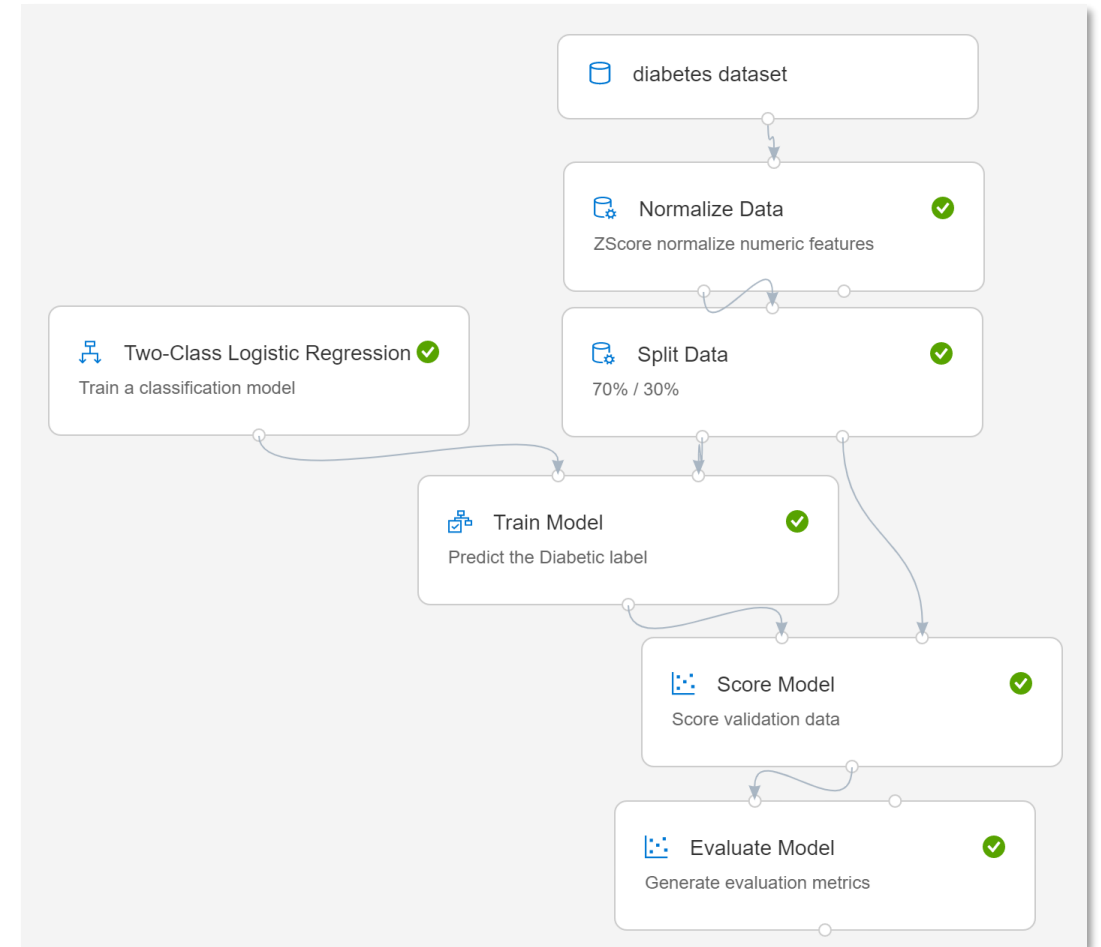 diabetes dataset
Normalize Data
ZScore normalize numeric features
Two-Class Logistic Regression
Train a classification model
Split Data
70% / 30%
Train Model
Predict the Diabetic label
Score Model
Score validation data
Evaluate Model
Generate evaluation metrics